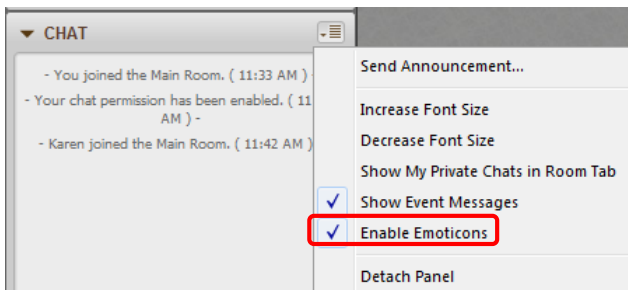 CHAT
- You joined the Main Room. ( 11:33 AM )
- Your chat permission has been enabled. ( 11
AM ) -
- Karen joined the Main Room. ( 11:42 AM )
Send Announcement...
Increase Font Size
Decrease Font Size
Show My Private Chats in Room Tab
Show Event Messages
Enable Emoticons
Detach Panel